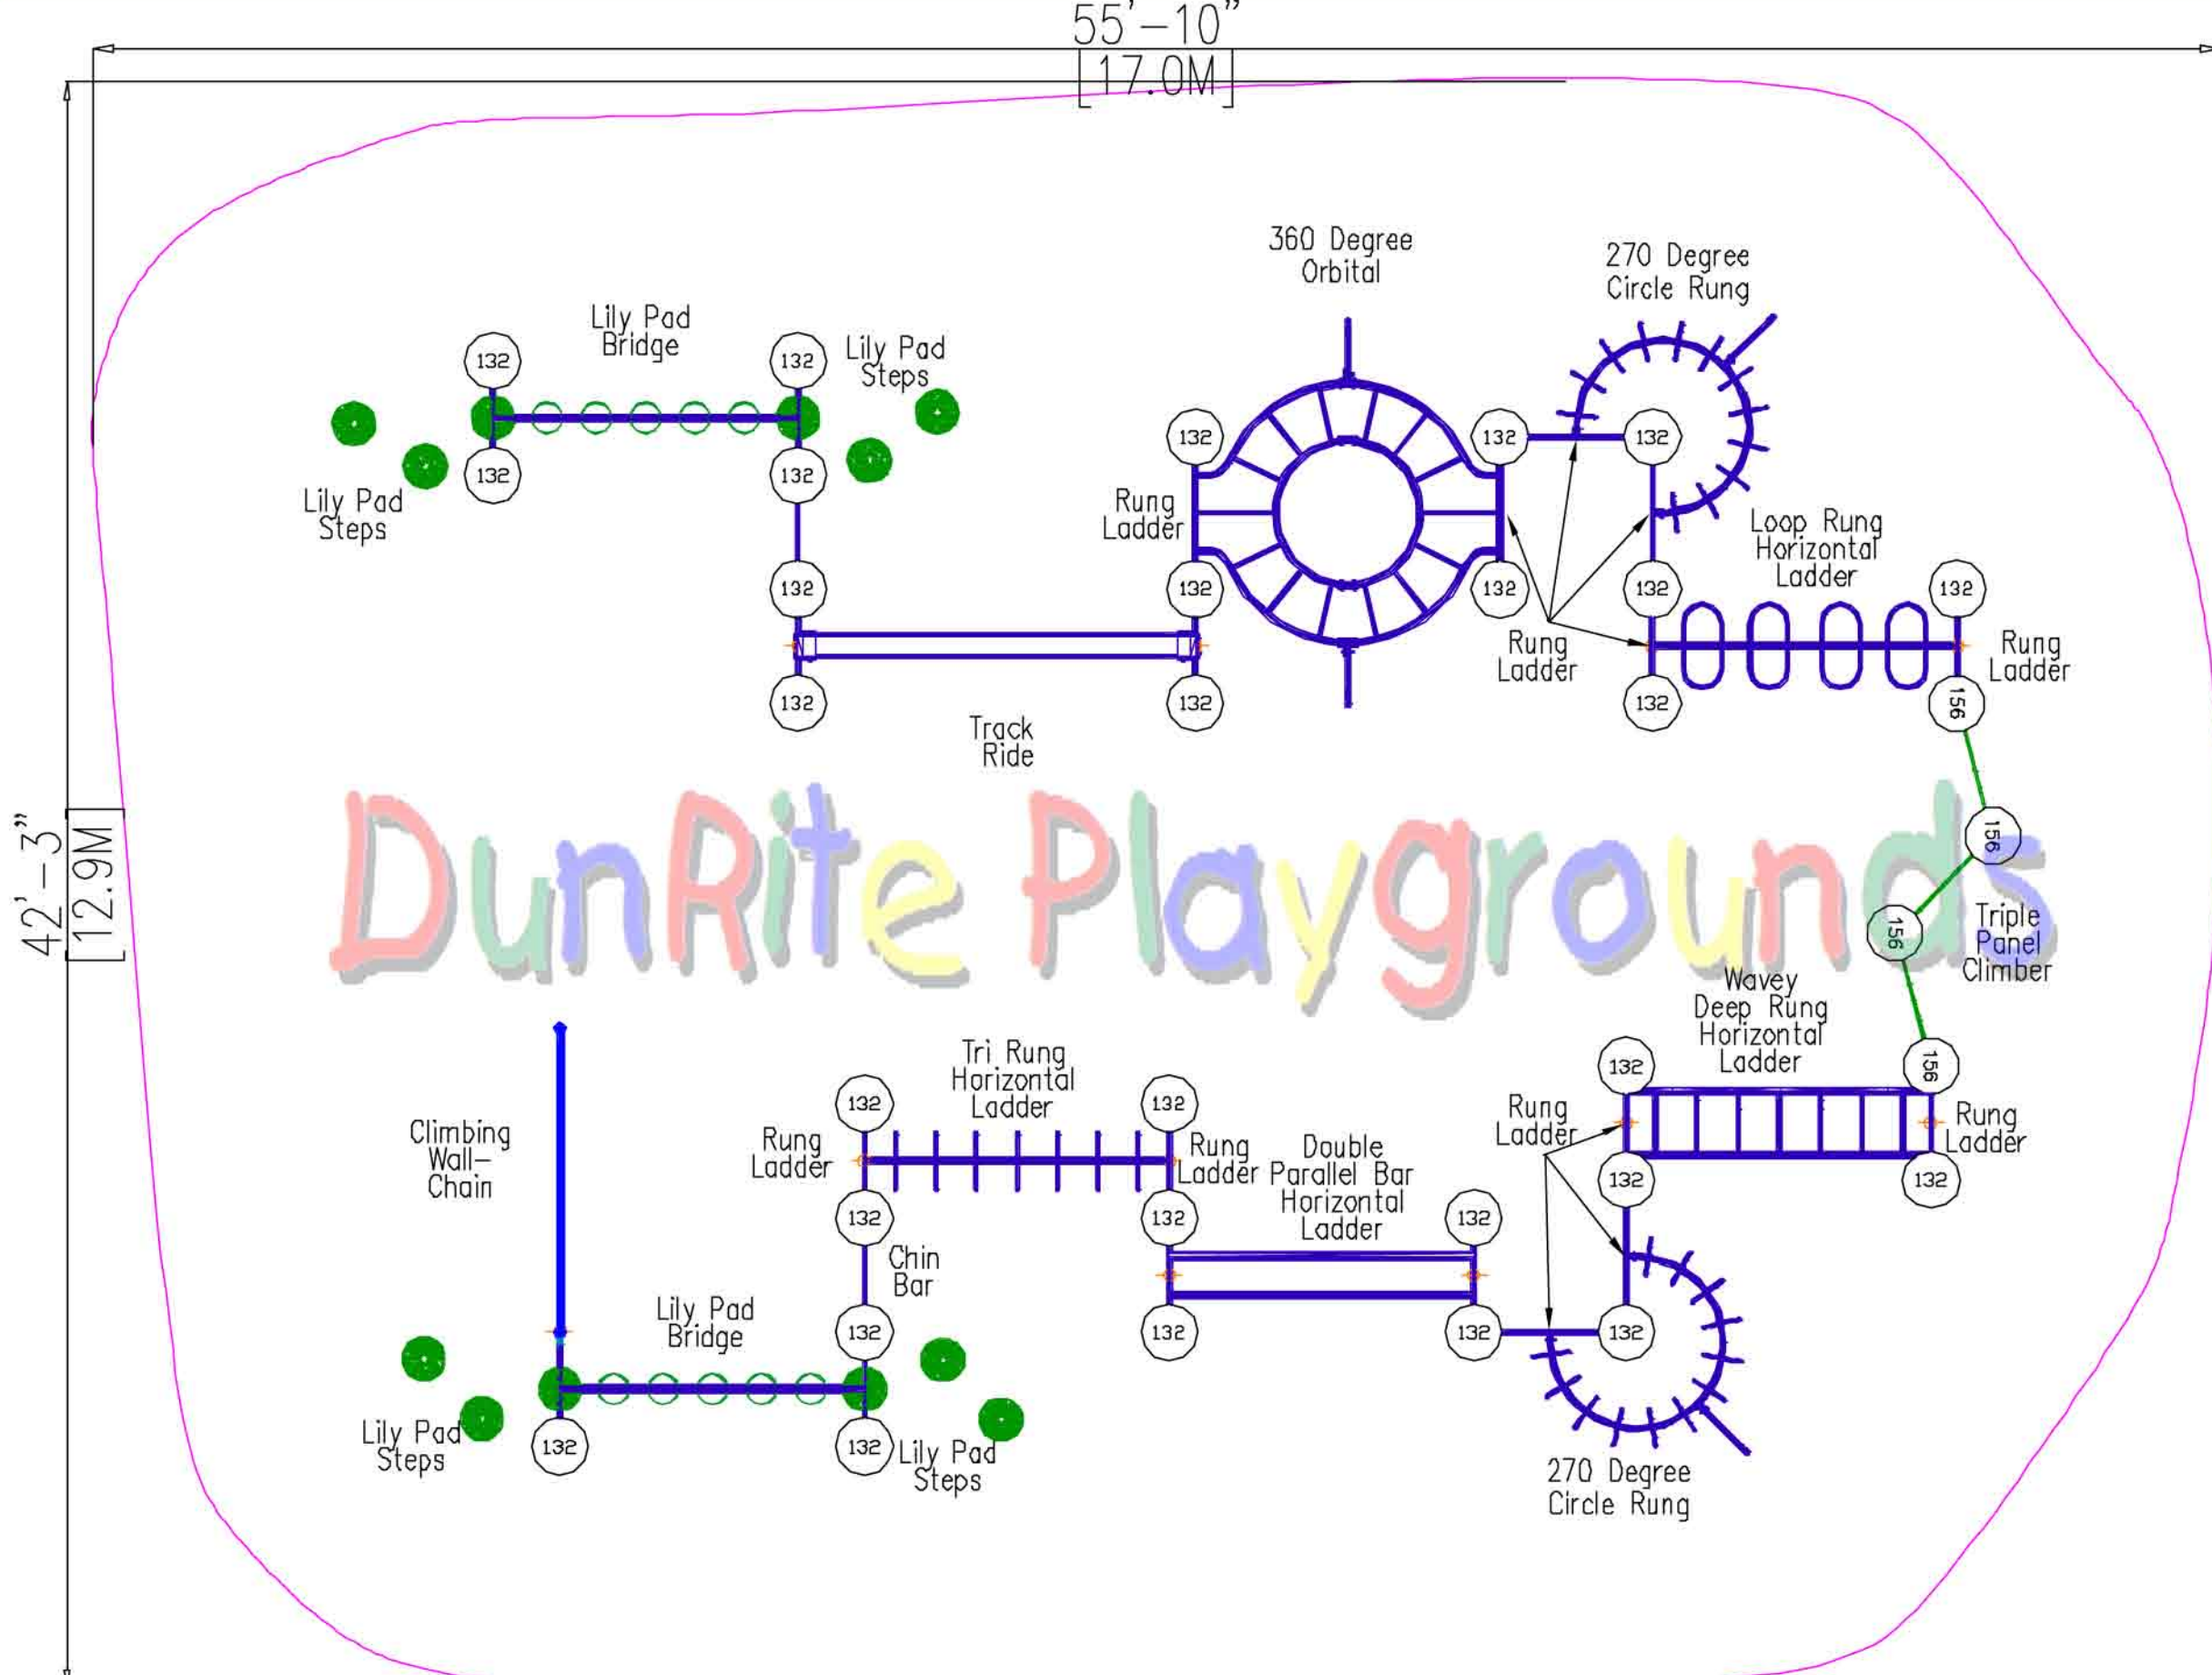 55'-10"
[17.0M]
42'-3"
[12.9M]
360 Degree
Orbital
270 Degree
Circle Rung
Lily Pad
Bridge
Lily Pad
Steps
132
132
132
132
132
132
Lily Pad
Steps
Rung
Ladder
132
132
Loop Rung
Horizontal
Ladder
132
132
132
132
132
Rung
Ladder
Rung
Ladder
132
132
132
156
Track
Ride
DunRite Playgrounds
156
156
Triple
Panel
Climber
Wavey
Deep Rung
Horizontal
Ladder
Tri Rung
Horizontal
Ladder
132
156
132
132
Rung
Ladder
Rung
Ladder
Climbing
Wall-
Chain
Rung
Ladder
Rung
Ladder
Double
Parallel Bar
Horizontal
Ladder
132
132
132
132
132
Chin
Bar
Lily Pad
Bridge
132
132
132
132
Lily Pad
Steps
132
132
Lily Pad
Steps
270 Degree
Circle Rung